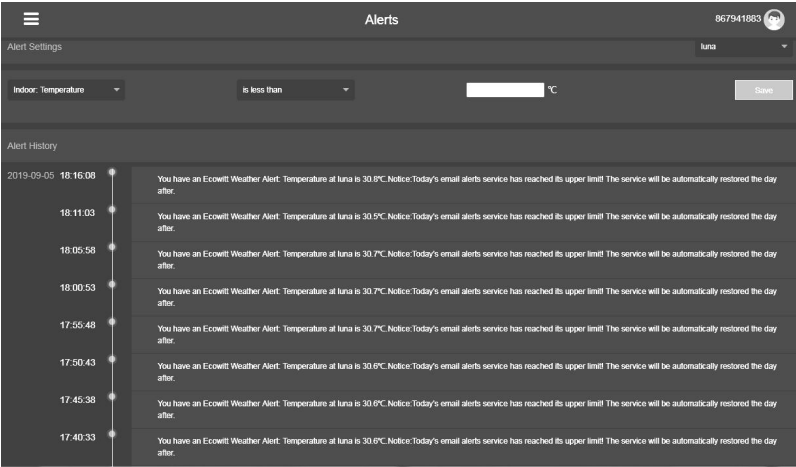 Alerts
867941883
Alert Settings
luna
Indoor: Temperature
is less than
℃
Save
Alert History
2019-09-05 18:16:08
You have an Ecowitt Weather Alert: Temperature at luna is 30.8℃.Notice:Today's email alerts service has reached its upper limit! The service will be automatically restored the day
after.
18:11:03
You have an Ecowitt Weather Alert: Temperature at luna is 30.5℃.Notice:Today's email alerts service has reached its upper limit! The service will be automatically restored the day
after.
18:05:58
You have an Ecowitt Weather Alert: Temperature at luna is 30.7℃.Notice:Today's email alerts service has reached its upper limit! The service will be automatically restored the day
after.
18:00:53
You have an Ecowitt Weather Alert: Temperature at luna is 30.7℃.Notice:Today's email alerts service has reached its upper limit! The service will be automatically restored the day
after.
17:55:48
You have an Ecowitt Weather Alert: Temperature at luna is 30.7℃.Notice:Today's email alerts service has reached its upper limit! The service will be automatically restored the day
after.
17:50:43
You have an Ecowitt Weather Alert: Temperature at luna is 30.6℃.Notice:Today's email alerts service has reached its upper limit! The service will be automatically restored the day
after.
17:45:38
You have an Ecowitt Weather Alert: Temperature at luna is 30.6℃.Notice:Today's email alerts service has reached its upper limit! The service will be automatically restored the day
after.
17:40:33
You have an Ecowitt Weather Alert: Temperature at luna is 30.6℃.Notice:Today's email alerts service has reached its upper limit! The service will be automatically restored the day
after.